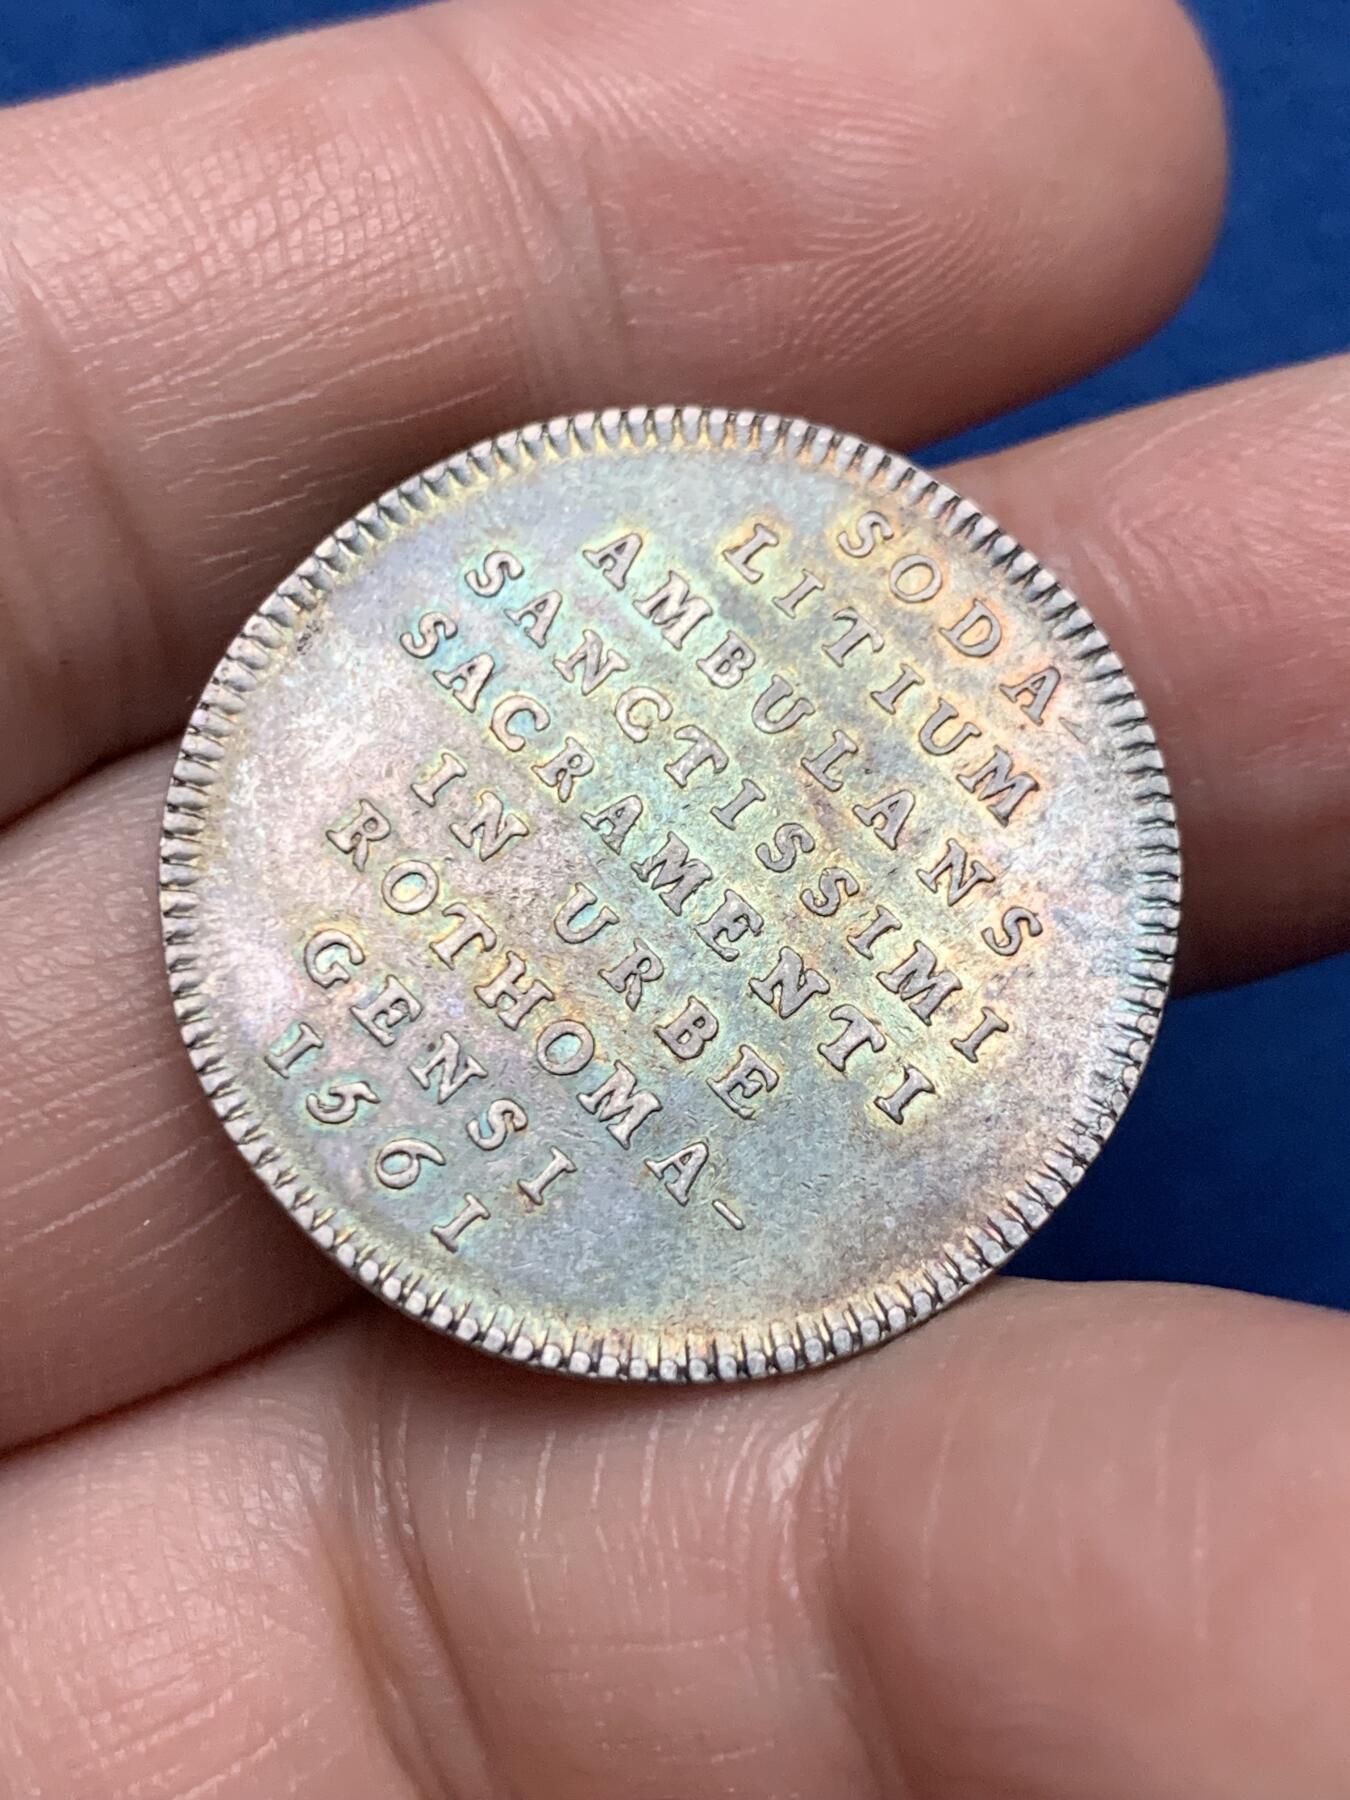 SODA-
LITIUM
AMBULANS
SANCTISSIMI
SACRAMENTI
IN URBE
ROTHOMA-
GENSI
1561